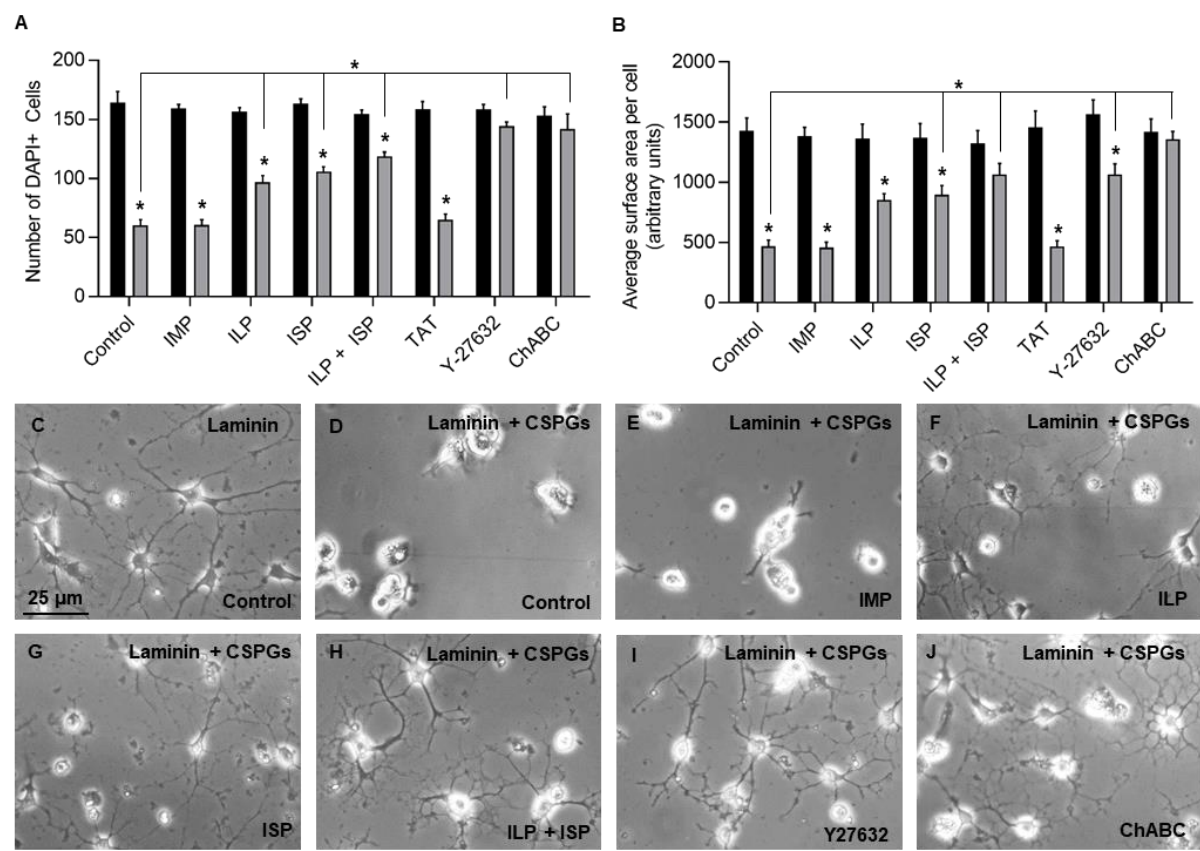 A
B
Number of DAPI+ Cells
200
150
100
50
0
*
*
*
*
*
*
*
Control
IMP
ILP
ISP
ILP + ISP
TAT
Y-27632
ChABC
Average surface area per cell
(arbitrary units)
2000
1500
1000
500
0
*
*
*
*
*
*
*
Control
IMP
ILP
ISP
ILP + ISP
TAT
Y-27632
ChABC
C Laminin
25 µm
Control
D Laminin + CSPGs
Control
E Laminin + CSPGs
IMP
F Laminin + CSPGs
ILP
G Laminin + CSPGs
ISP
H Laminin + CSPGs
ILP + ISP
I Laminin + CSPGs
Y27632
J Laminin + CSPGs
ChABC